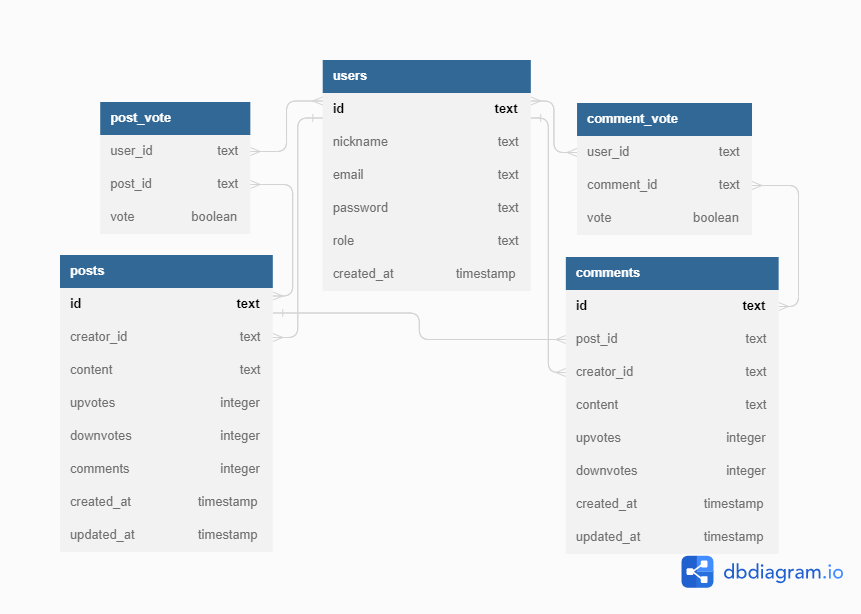 users
id text
nickname text
email text
password text
role text
created_at timestamp
post_vote
user_id text
post_id text
vote boolean
comment_vote
user_id text
comment_id text
vote boolean
posts
id text
creator_id text
content text
upvotes integer
downvotes integer
comments integer
created_at timestamp
updated_at timestamp
comments
id text
post_id text
creator_id text
content text
upvotes integer
downvotes integer
created_at timestamp
updated_at timestamp
dbdiagram.io